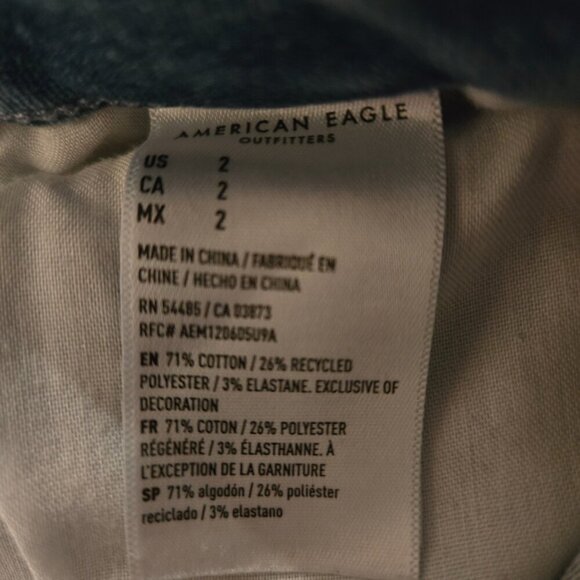 AMERICAN EAGLE
OUTFITTERS
US 2
CA 2
MX 2
MADE IN CHINA / FABRIQUÉ EN
CHINE / HECHO EN CHINA
RN 54485 / CA 03873
RFC# AEM120605U9A
EN 71% COTTON / 26% RECYCLED
POLYESTER / 3% ELASTANE. EXCLUSIVE OF
DECORATION
FR 71% COTON / 26% POLYESTER
RÉGÉNÉRÉ / 3% ÉLASTHANNE. À
L'EXCEPTION DE LA GARNITURE
SP 71% algodón / 26% poliéster
reciclado / 3% elastano